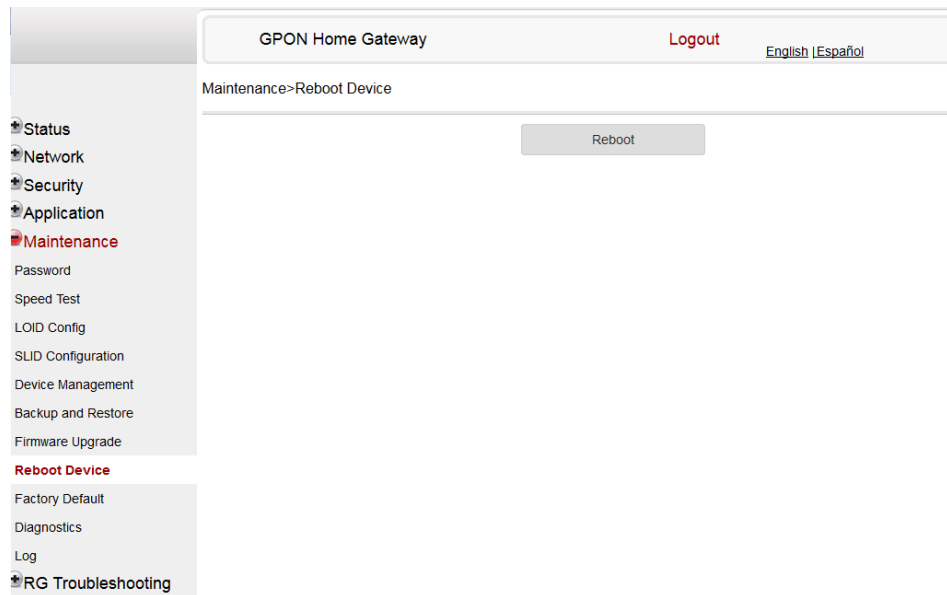 GPON Home Gateway
Logout
English | Español
Maintenance>Reboot Device
Status
Network
Security
Application
Maintenance
Password
Speed Test
LOID Config
SLID Configuration
Device Management
Backup and Restore
Firmware Upgrade
Reboot Device
Factory Default
Diagnostics
Log
RG Troubleshooting
Reboot